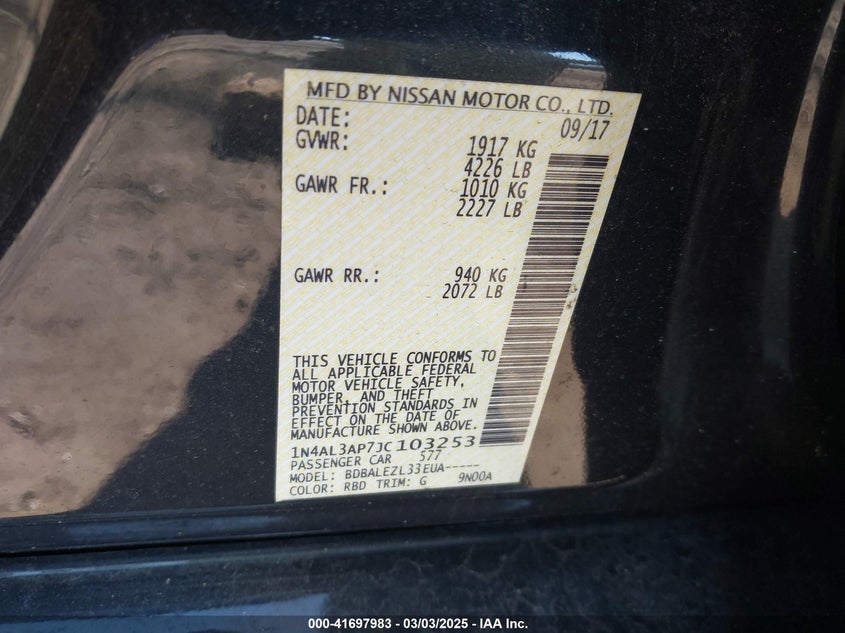 MFD BY NISSAN MOTOR CO., LTD.
DATE: 09/17
GVWR: 1917 KG
4226 LB
GAWR FR.: 1010 KG
2227 LB
GAWR RR.: 940 KG
2072 LB
THIS VEHICLE CONFORMS TO
ALL APPLICABLE FEDERAL
MOTOR VEHICLE SAFETY,
BUMPER, AND THEFT
PREVENTION STANDARDS IN
EFFECT ON THE DATE OF
MANUFACTURE SHOWN ABOVE.
1N4AL3AP7JC103253
PASSENGER CAR 577
MODEL: BDBALEZL33EUA-----
COLOR: RBD TRIM: G 9N00A
000-41697983 - 03/03/2025 - IAA Inc.